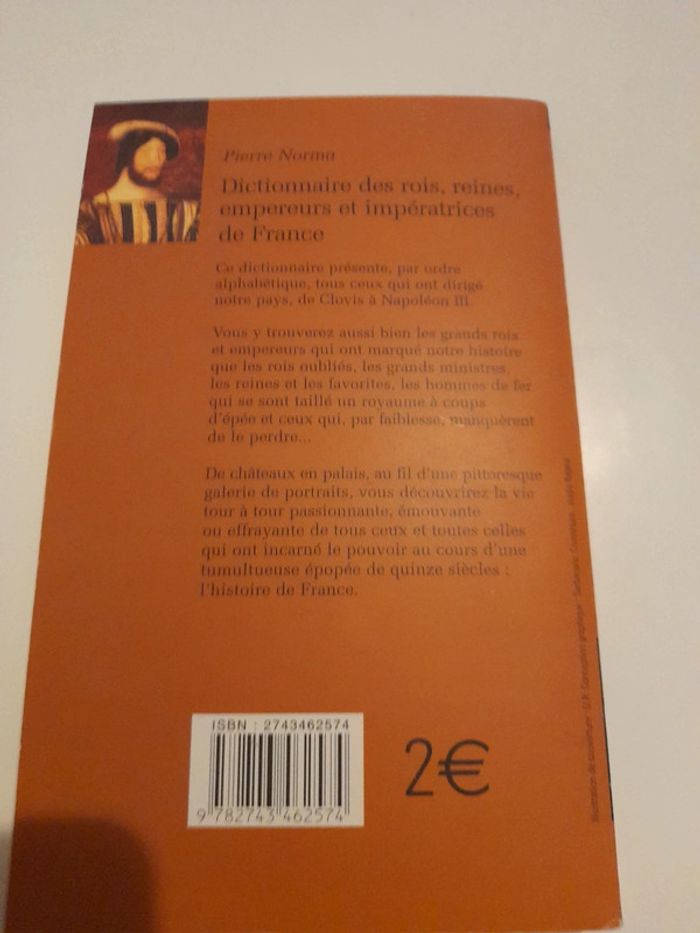 Pierre Norma
Dictionnaire des rois, reines,
empereurs et impératrices
de France
Ce dictionnaire présente, par ordre
alphabétique, tous ceux qui ont dirigé
notre pays, de Clovis à Napoléon III.
Vous y trouverez aussi bien les grands rois
et empereurs qui ont marqué notre histoire
que les rois oubliés, les grands ministres,
les reines et les favorites, les hommes de fer
qui se sont taillé un royaume à coups
d'épée et ceux qui, par faiblesse, manquèrent
de le perdre...
De châteaux en palais, au fil d'une pittoresque
galerie de portraits, vous découvrirez la vie
tour à tour passionnante, émouvante
ou effrayante de tous ceux et toutes celles
qui ont incarné le pouvoir au cours d'une
tumultueuse épopée de quinze siècles :
l'histoire de France.
ISBN : 2743462574
9 782743 462574
2€
Illustration de couverture : Conception graphique